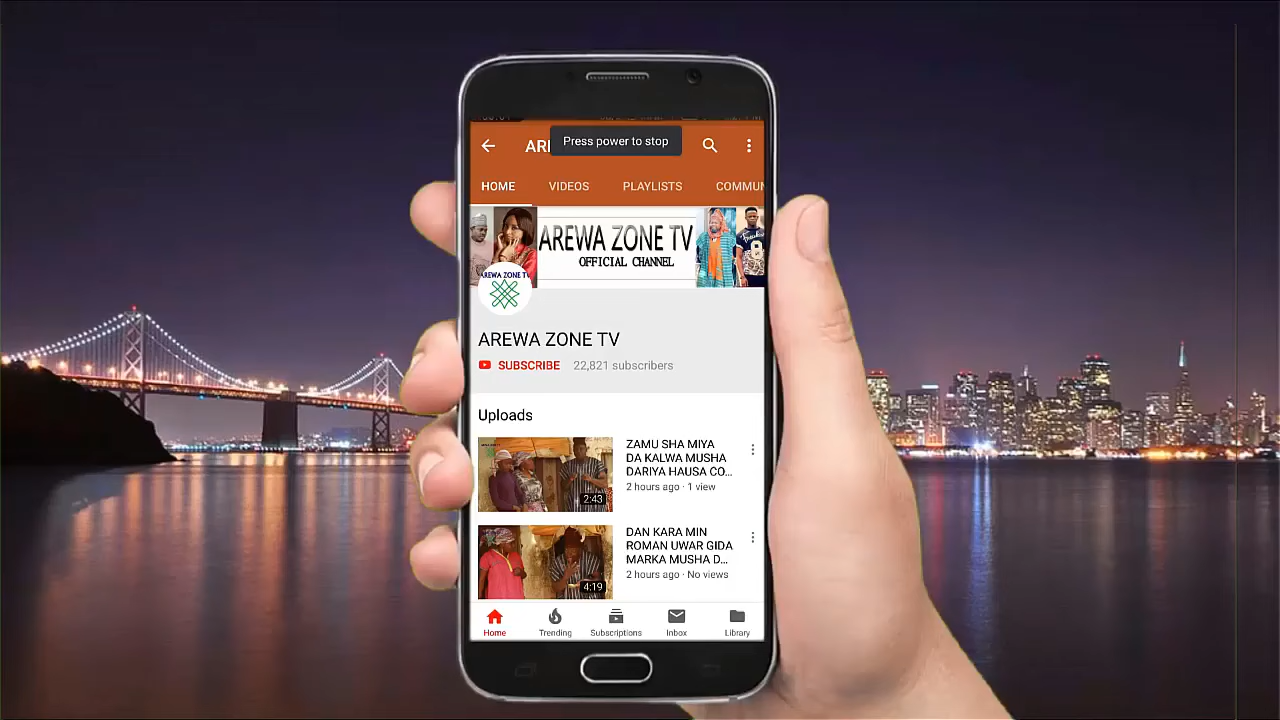 Press power to stop
HOME VIDEOS PLAYLISTS COMMUN
AREWA ZONE TV
OFFICIAL CHANNEL
AREWA ZONE TV
AREWA ZONE TV
SUBSCRIBE 22,821 subscribers
Uploads
ZAMU SHA MIYA
DA KALWA MUSHA
DARIYA HAUSA CO...
2 hours ago · 1 view
2:43
DAN KARA MIN
ROMAN UWAR GIDA
MARKA MUSHA D...
2 hours ago · No views
4:19
Home Trending Subscriptions Inbox Library